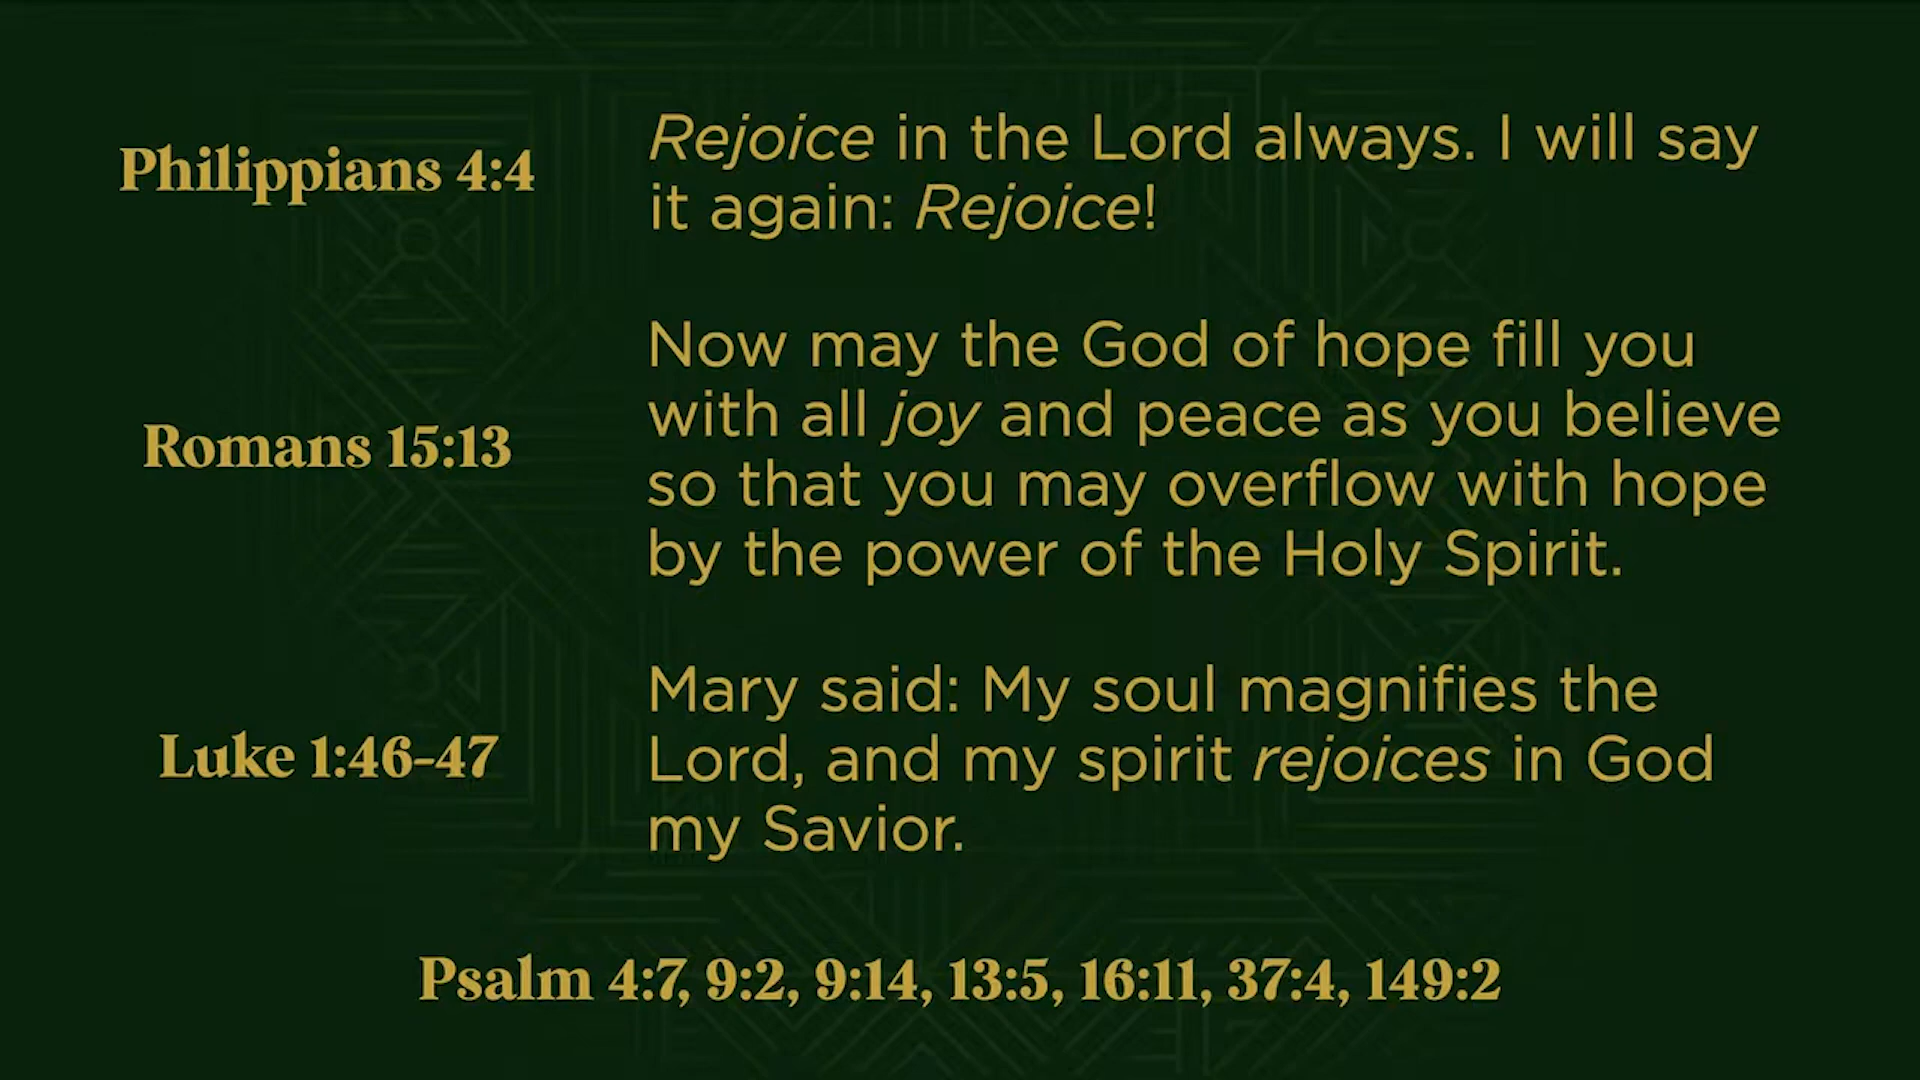 Philippians 4:4
Rejoice in the Lord always. I will say
it again: Rejoice!
Romans 15:13
Now may the God of hope fill you
with all joy and peace as you believe
so that you may overflow with hope
by the power of the Holy Spirit.
Luke 1:46-47
Mary said: My soul magnifies the
Lord, and my spirit rejoices in God
my Savior.
Psalm 4:7, 9:2, 9:14, 13:5, 16:11, 37:4, 149:2